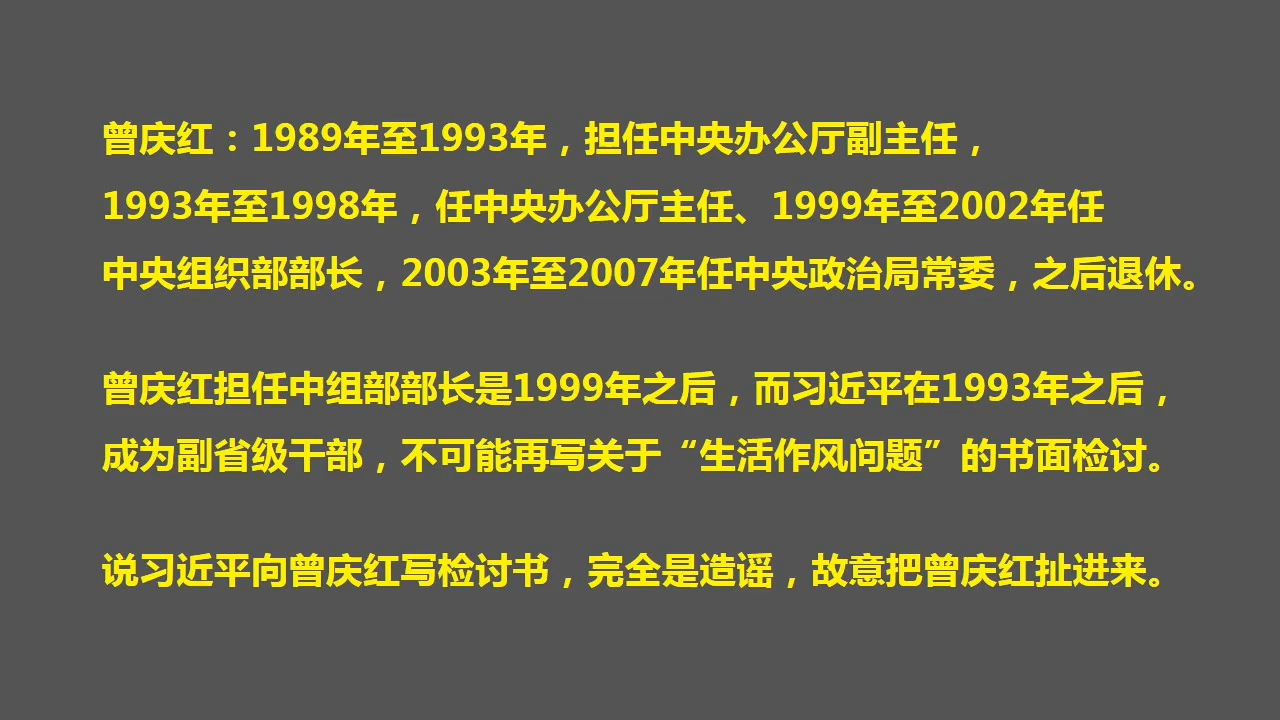 曾庆红：1989年至1993年，担任中央办公厅副主任，
1993年至1998年，任中央办公厅主任、1999年至2002年任
中央组织部部长，2003年至2007年任中央政治局常委，之后退休。
曾庆红担任中组部部长是1999年之后，而习近平在1993年之后，
成为副省级干部，不可能再写关于“生活作风问题”的书面检讨。
说习近平向曾庆红写检讨书，完全是造谣，故意把曾庆红扯进来。